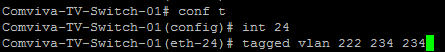 Comviva-TV-Switch-01# conf t
Comviva-TV-Switch-01(config)# int 24
Comviva-TV-Switch-01(eth-24)# tagged vlan 222 234 234